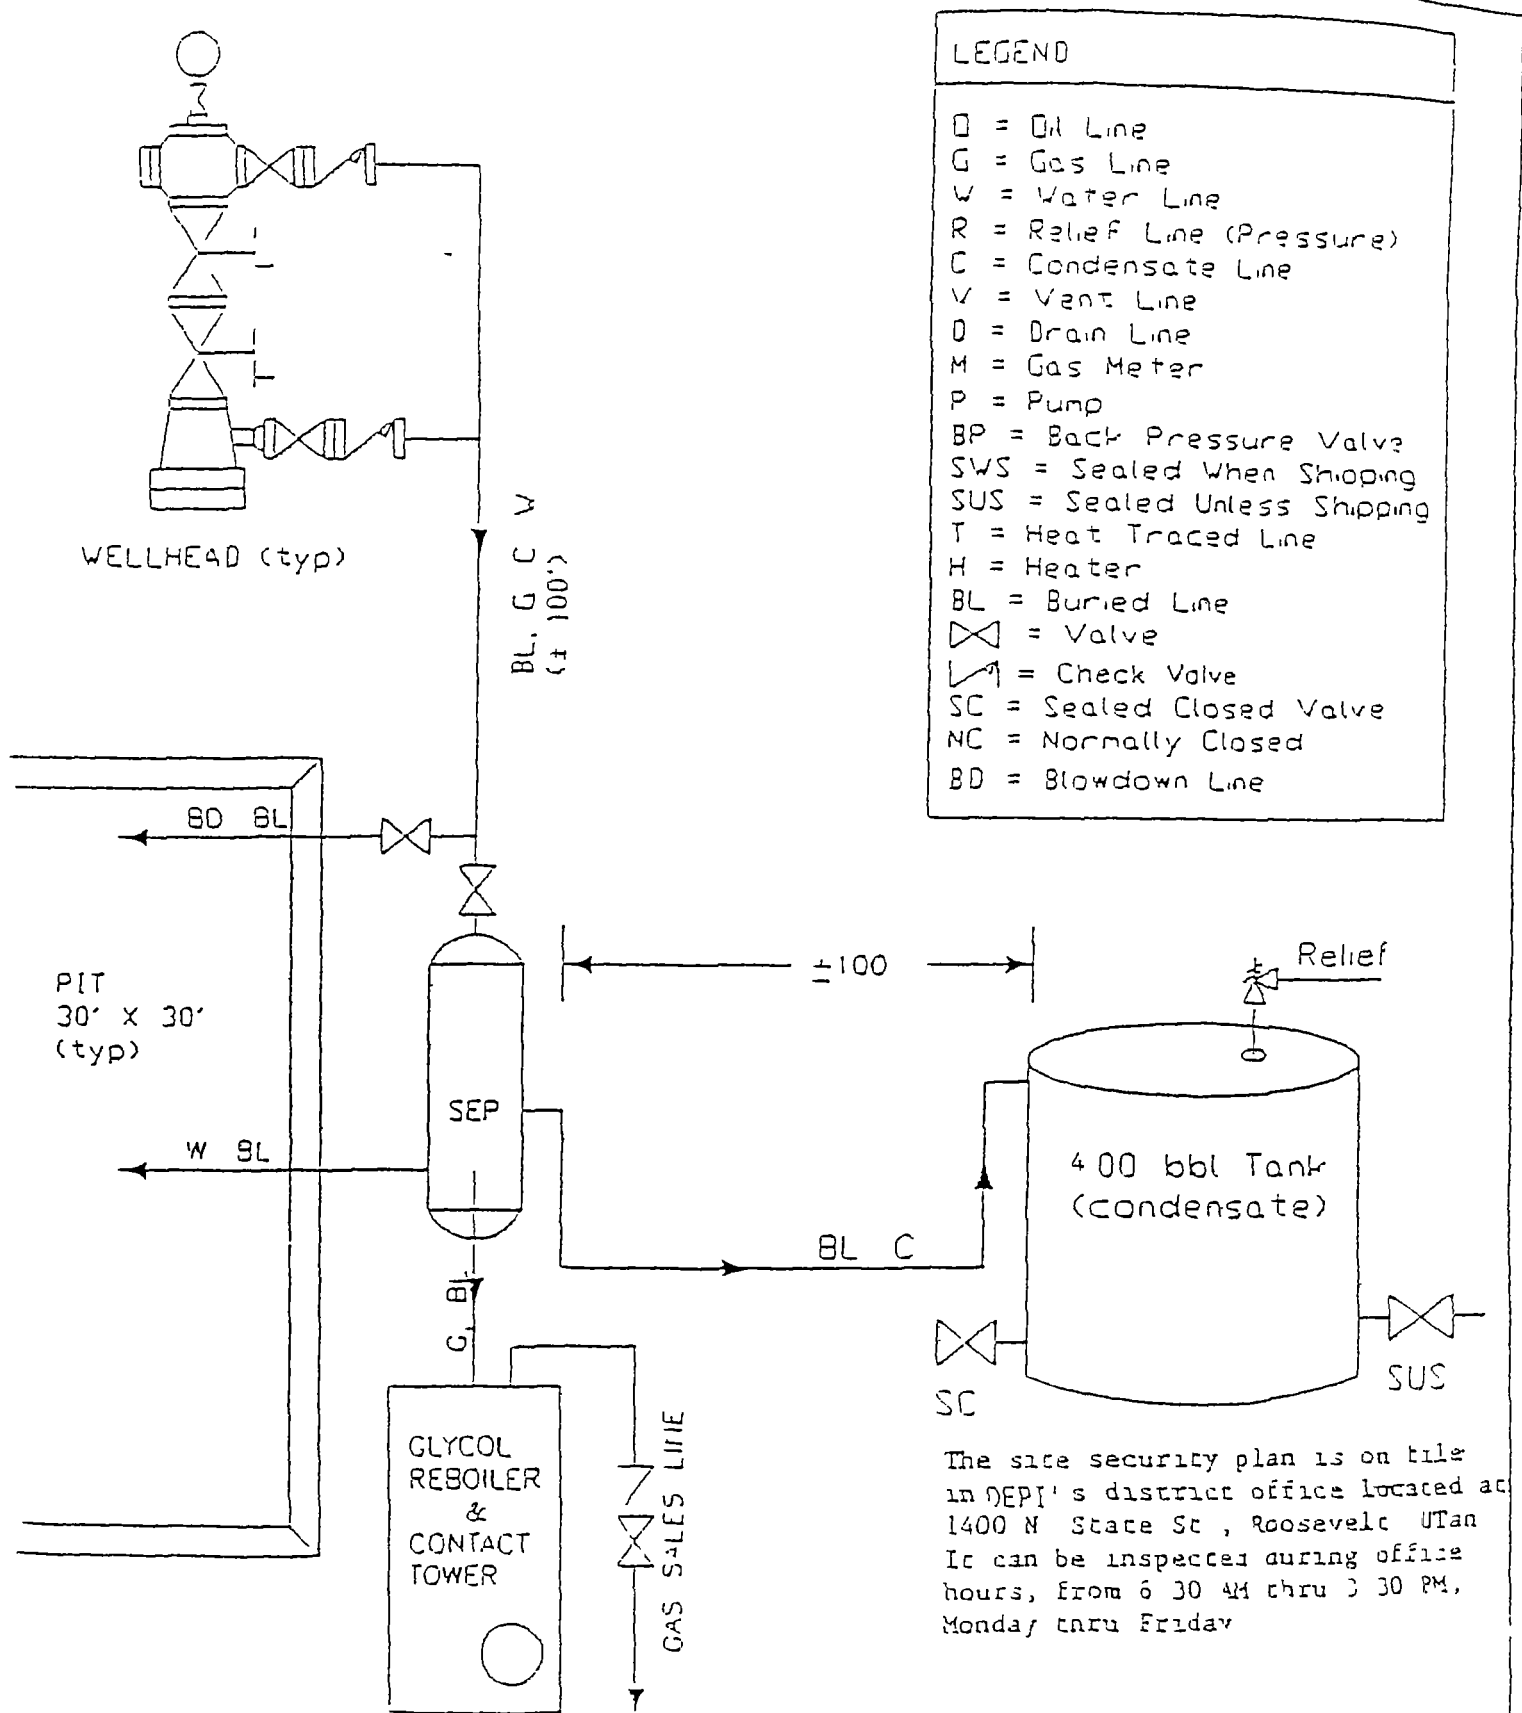 LEGEND
O = Oil Line
G = Gas Line
W = Water Line
R = Relief Line (Pressure)
C = Condensate Line
V = Vent Line
D = Drain Line
M = Gas Meter
P = Pump
BP = Back Pressure Valve
SWS = Sealed When Shipping
SUS = Sealed Unless Shipping
T = Heat Traced Line
H = Heater
BL = Buried Line
= Valve
= Check Valve
SC = Sealed Closed Valve
NC = Normally Closed
BD = Blowdown Line
WELLHEAD (typ)
BL, G C W
(± 100')
BD BL
PIT
30' X 30'
(typ)
W BL
SEP
±100
Relief
400 bbl Tank
(condensate)
BL C
G, BL
SC
SUS
GLYCOL
REBOILER
&
CONTACT
TOWER
GAS SALES LINE
The site security plan is on file
in DEPI's district office located at
1400 N State St , Roosevelt UTah
It can be inspected during office
hours, from 6 30 AM thru 30 PM,
Monday thru Friday